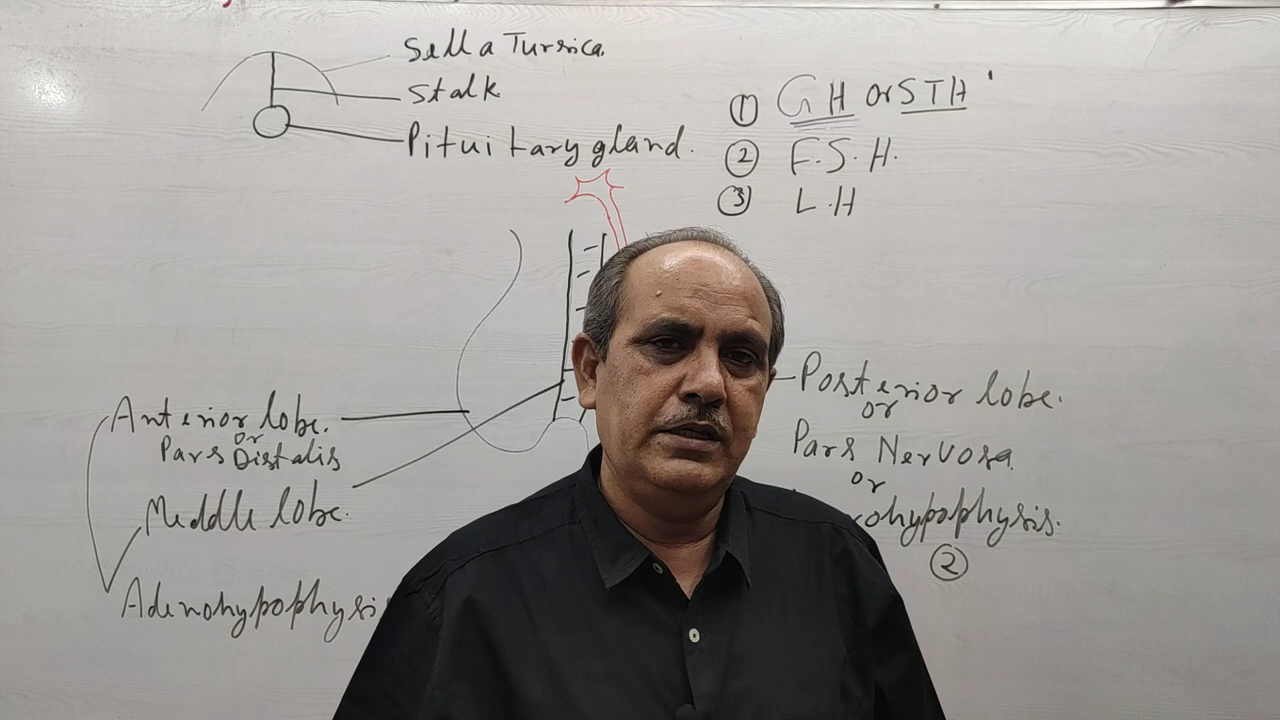 Sella Tursica.
Stalk
Pituitary gland.
① GH or STH
② F.S.H.
③ L.H
Anterior lobe.
or
Pars Distalis
Middle lobe.
Adenohypophysis
Posterior lobe.
or
Pars Nervosa
or
rohypophysis.
②